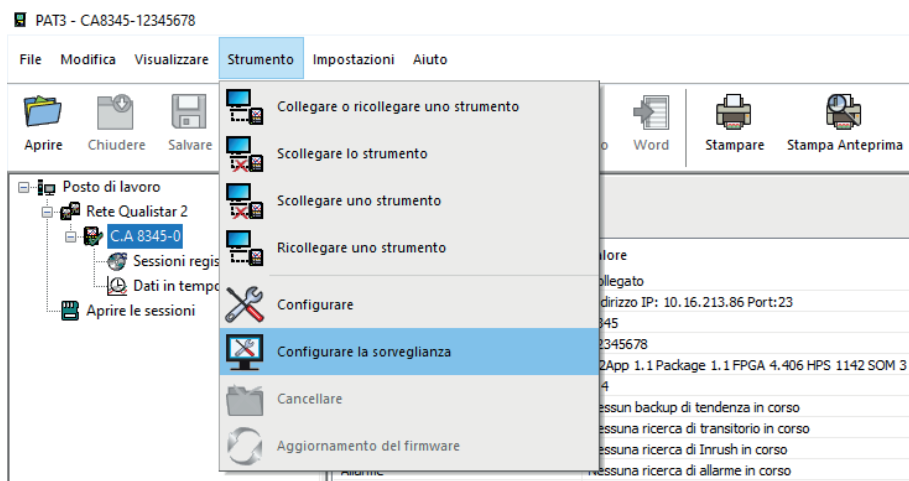 PAT3 - CA8345-12345678
File Modifica Visualizzare Strumento Impostazioni Aiuto
Aprire Chiudere Salvare Word Stampare Stampa Anteprima
Collegare o ricollegare uno strumento
Scollegare lo strumento
Scollegare uno strumento
Ricollegare uno strumento
Configurare
Configurare la sorveglianza
Cancellare
Aggiornamento del firmware
Posto di lavoro
Rete Qualistar 2
C.A 8345-0
Sessioni regis
Dati in tempo
Aprire le sessioni
alore
ollegato
dirizzo IP: 10.16.213.86 Port:23
345
2345678
2App 1.1 Package 1.1 FPGA 4.406 HPS 1142 SOM 3
4
essun backup di tendenza in corso
essuna ricerca di transitorio in corso
essuna ricerca di Inrush in corso
Allarme Nessuna ricerca di allarme in corso